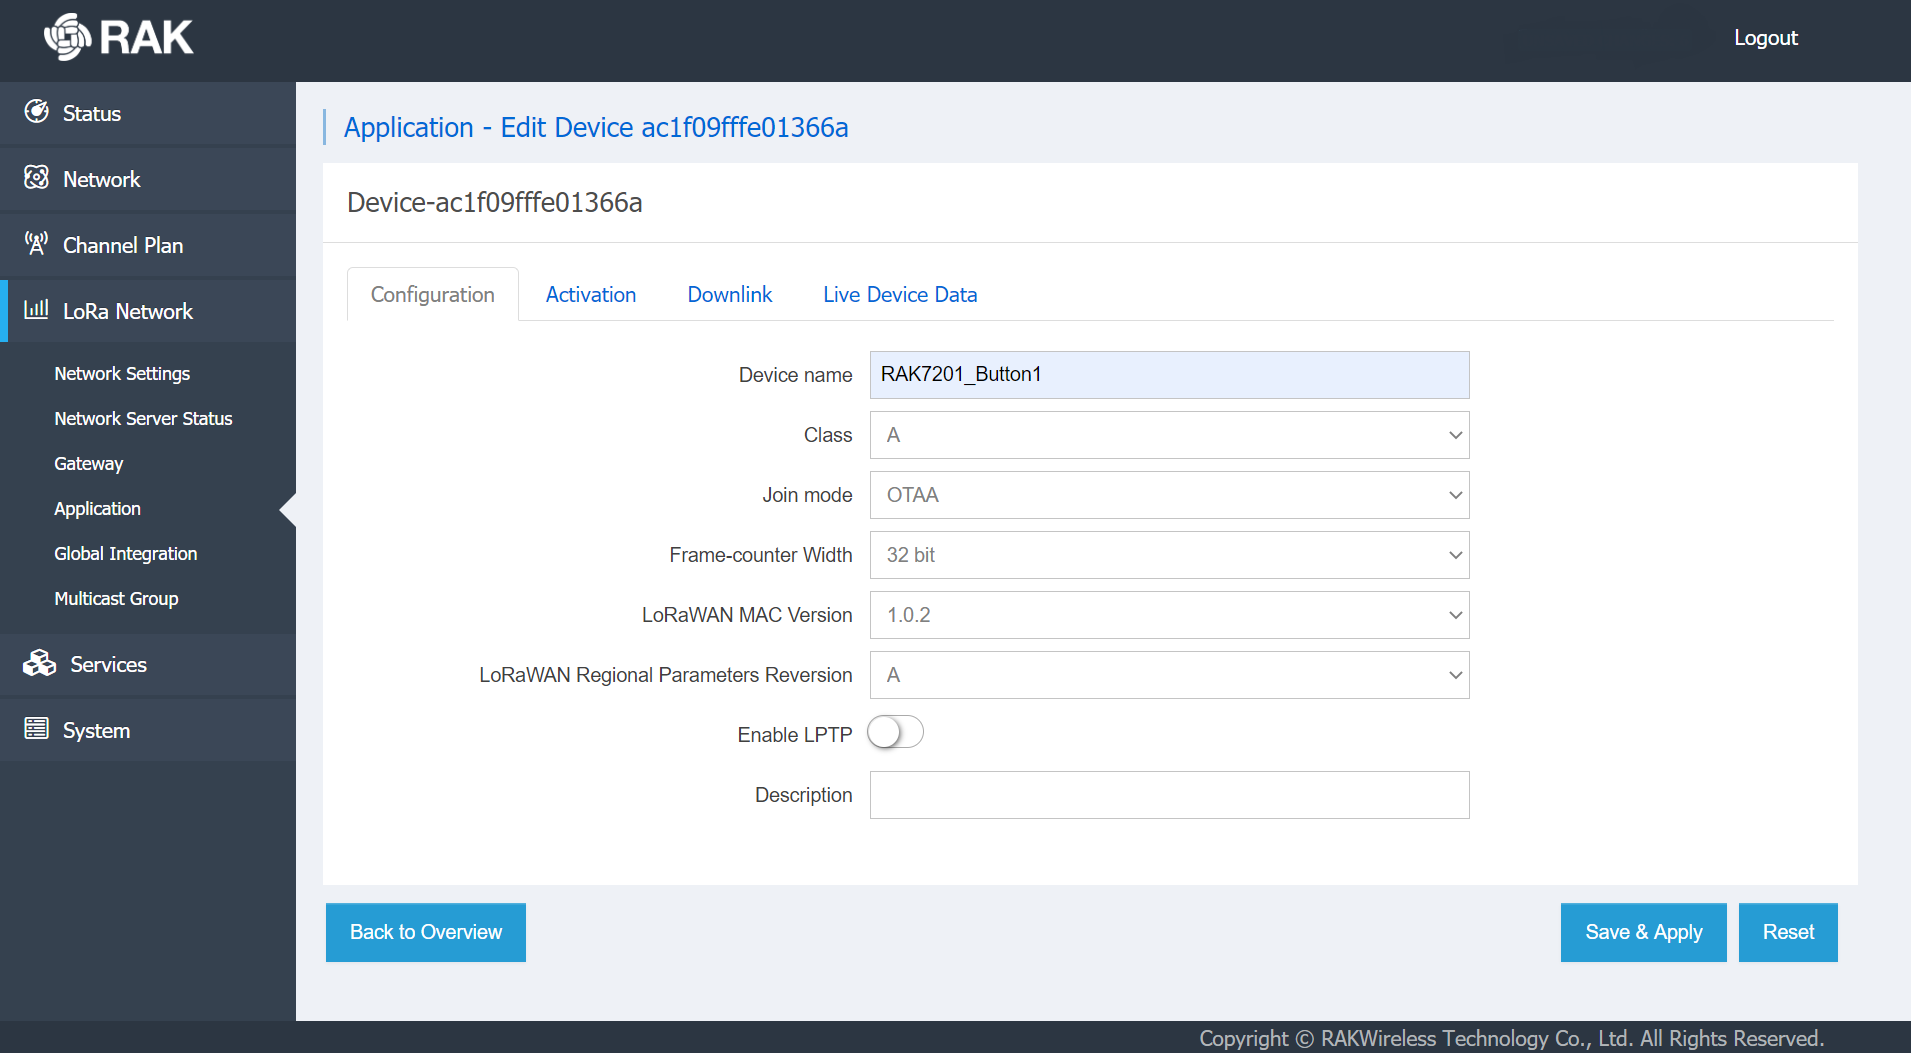 RAK
Logout
Status
Network
Channel Plan
LoRa Network
Network Settings
Network Server Status
Gateway
Application
Global Integration
Multicast Group
Services
System
Application - Edit Device ac1f09fffe01366a
Device-ac1f09fffe01366a
Configuration Activation Downlink Live Device Data
Device name RAK7201_Button1
Class A
Join mode OTAA
Frame-counter Width 32 bit
LoRaWAN MAC Version 1.0.2
LoRaWAN Regional Parameters Reversion A
Enable LPTP
Description
Back to Overview Save & Apply Reset
Copyright © RAKWireless Technology Co., Ltd. All Rights Reserved.